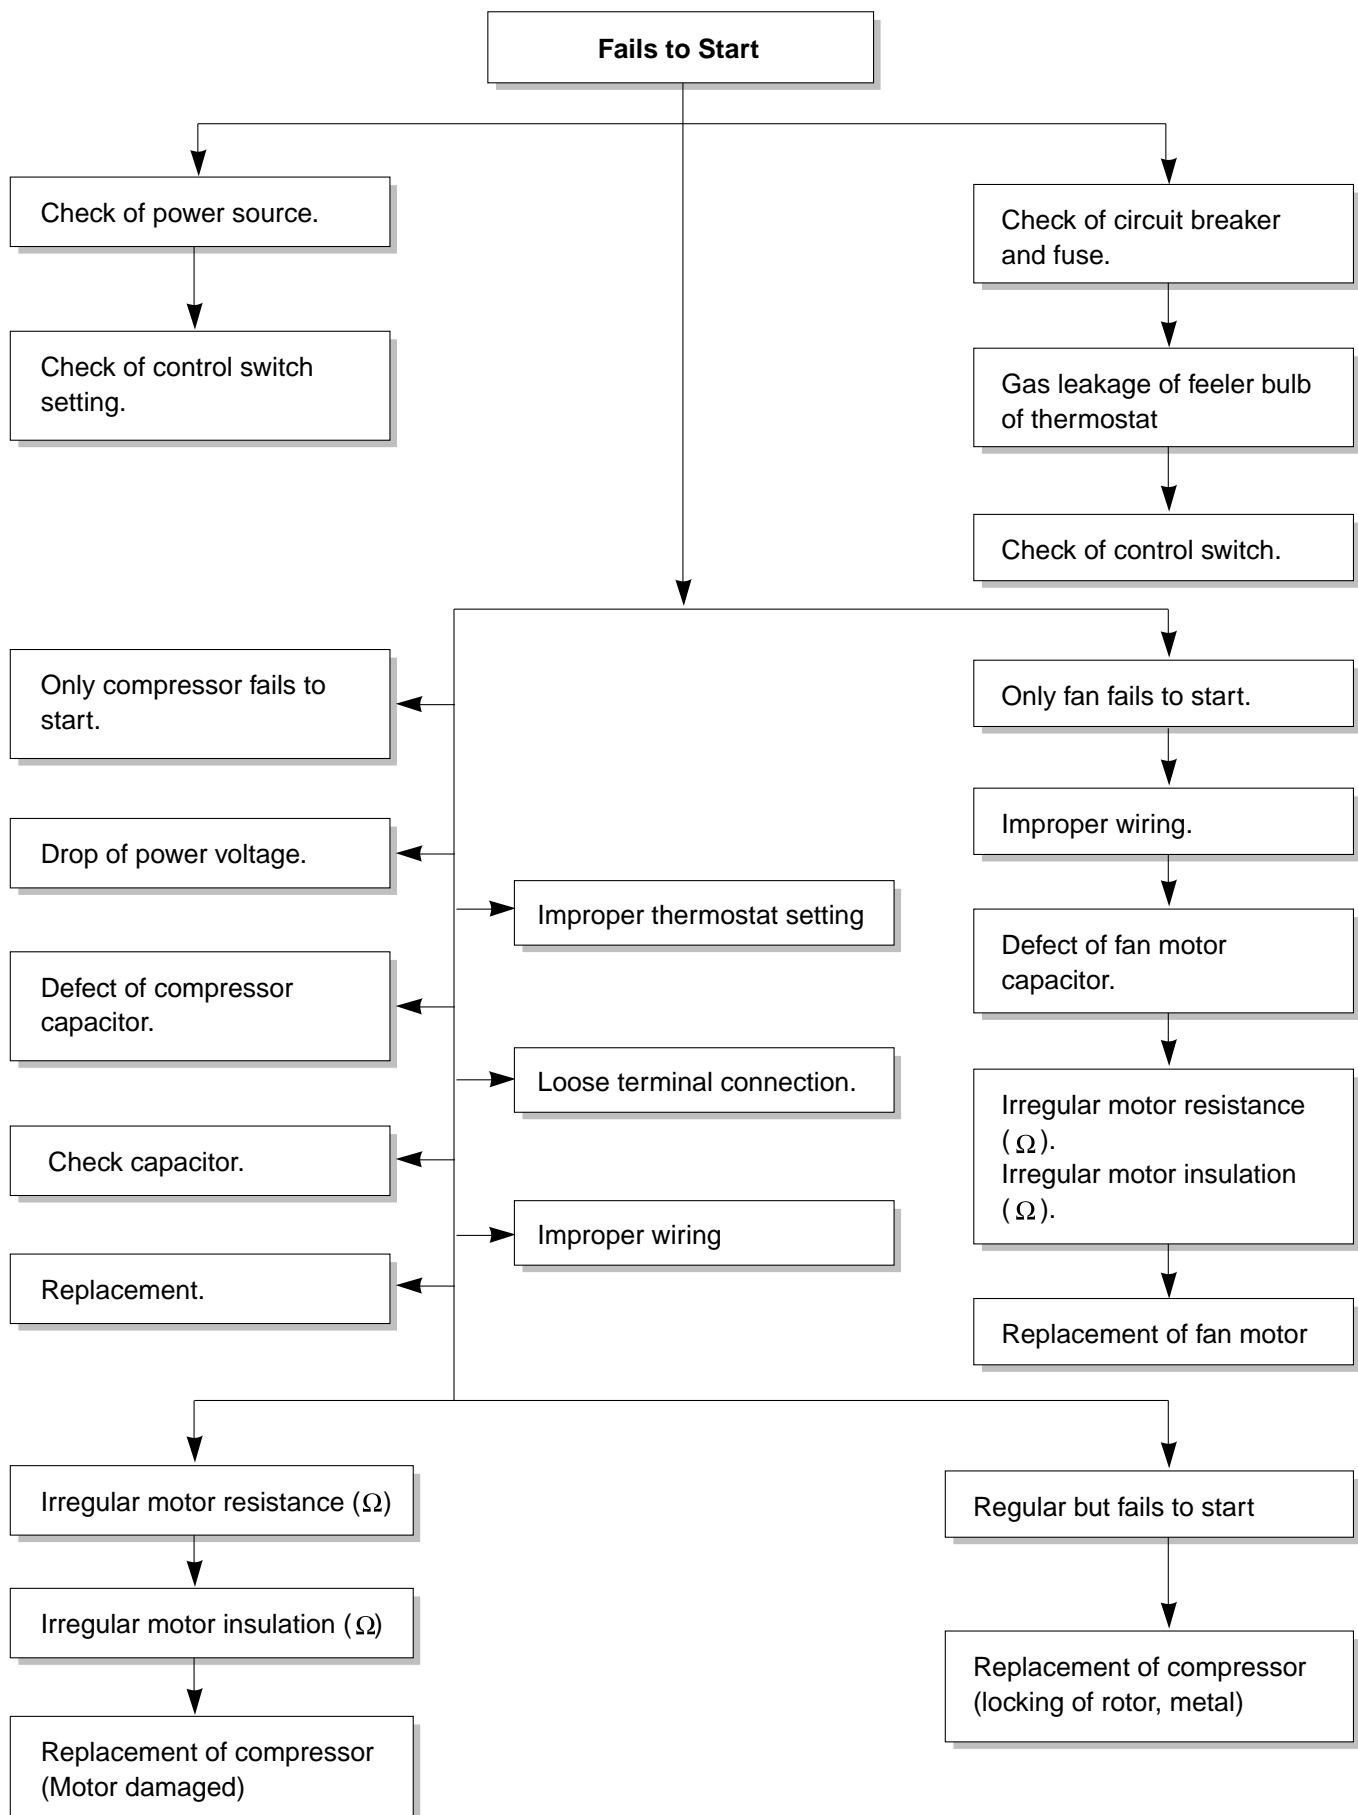 Fails to Start
Check of power source.
Check of control switch
setting.
Check of circuit breaker
and fuse.
Gas leakage of feeler bulb
of thermostat
Check of control switch.
Only compressor fails to
start.
Drop of power voltage.
Defect of compressor
capacitor.
Check capacitor.
Replacement.
Improper thermostat setting
Loose terminal connection.
Improper wiring
Only fan fails to start.
Improper wiring.
Defect of fan motor
capacitor.
Irregular motor resistance
(Ω).
Irregular motor insulation
(Ω).
Replacement of fan motor
Irregular motor resistance (Ω)
Irregular motor insulation (Ω)
Replacement of compressor
(Motor damaged)
Regular but fails to start
Replacement of compressor
(locking of rotor, metal)